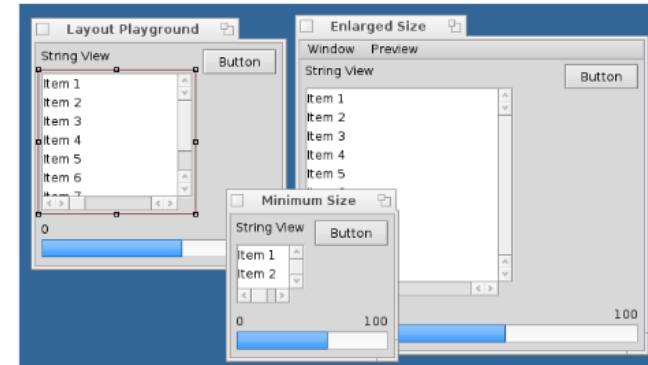 Layout Playground
String View
Button
Item 1
Item 2
Item 3
Item 4
Item 5
Item 6
Item 7
0
Enlarged Size
Window Preview
String View
Button
Item 1
Item 2
Item 3
Item 4
Item 5
100
Minimum Size
String View
Button
Item 1
Item 2
0 100